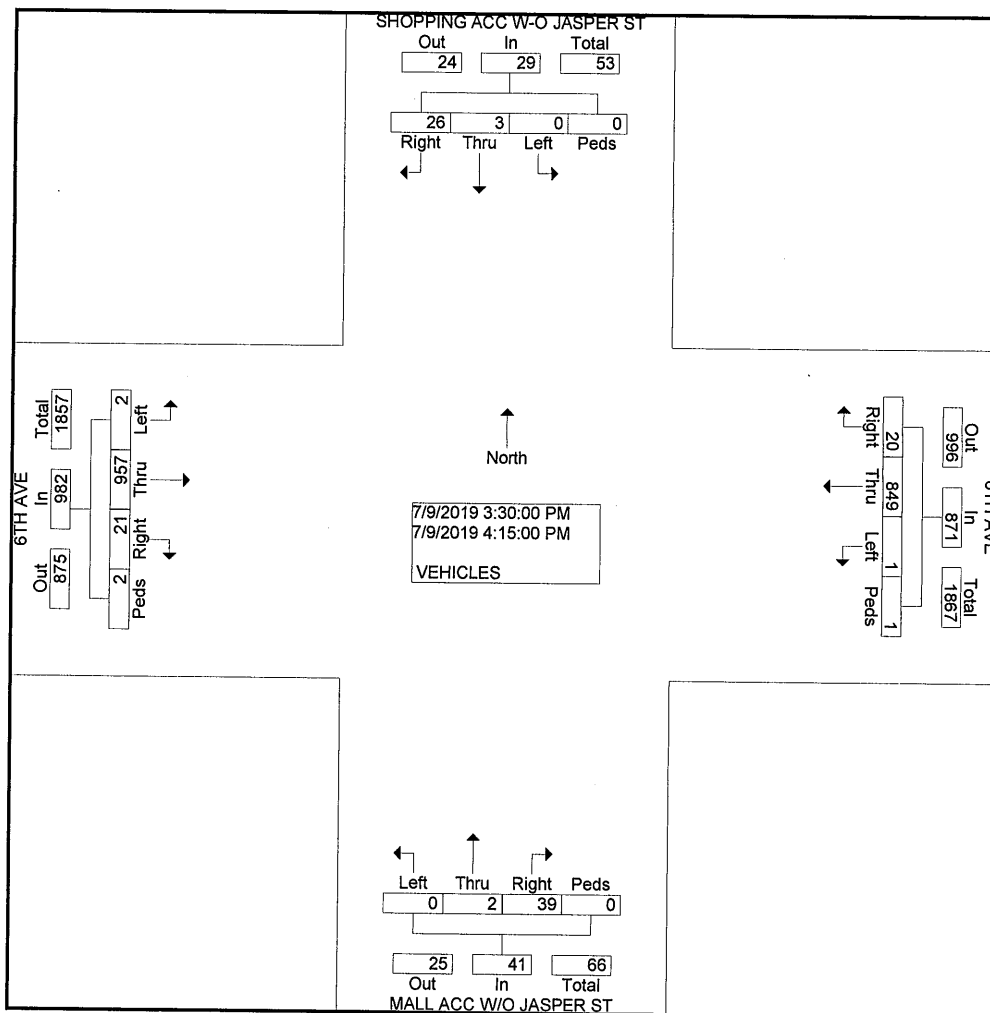 SHOPPING ACC W-O JASPER ST
Out In Total
24 29 53
26 3 0 0
Right Thru Left Peds
6TH AVE
Out In Total
875 982 1857
2 957 21 2
Left Thru Right Peds
North
7/9/2019 3:30:00 PM
7/9/2019 4:15:00 PM
VEHICLES
Right Thru Left Peds
20 849 1 1
Out In Total
996 871 1867
AVE
Left Thru Right Peds
0 2 39 0
25 41 66
Out In Total
MALL ACC W/O JASPER ST